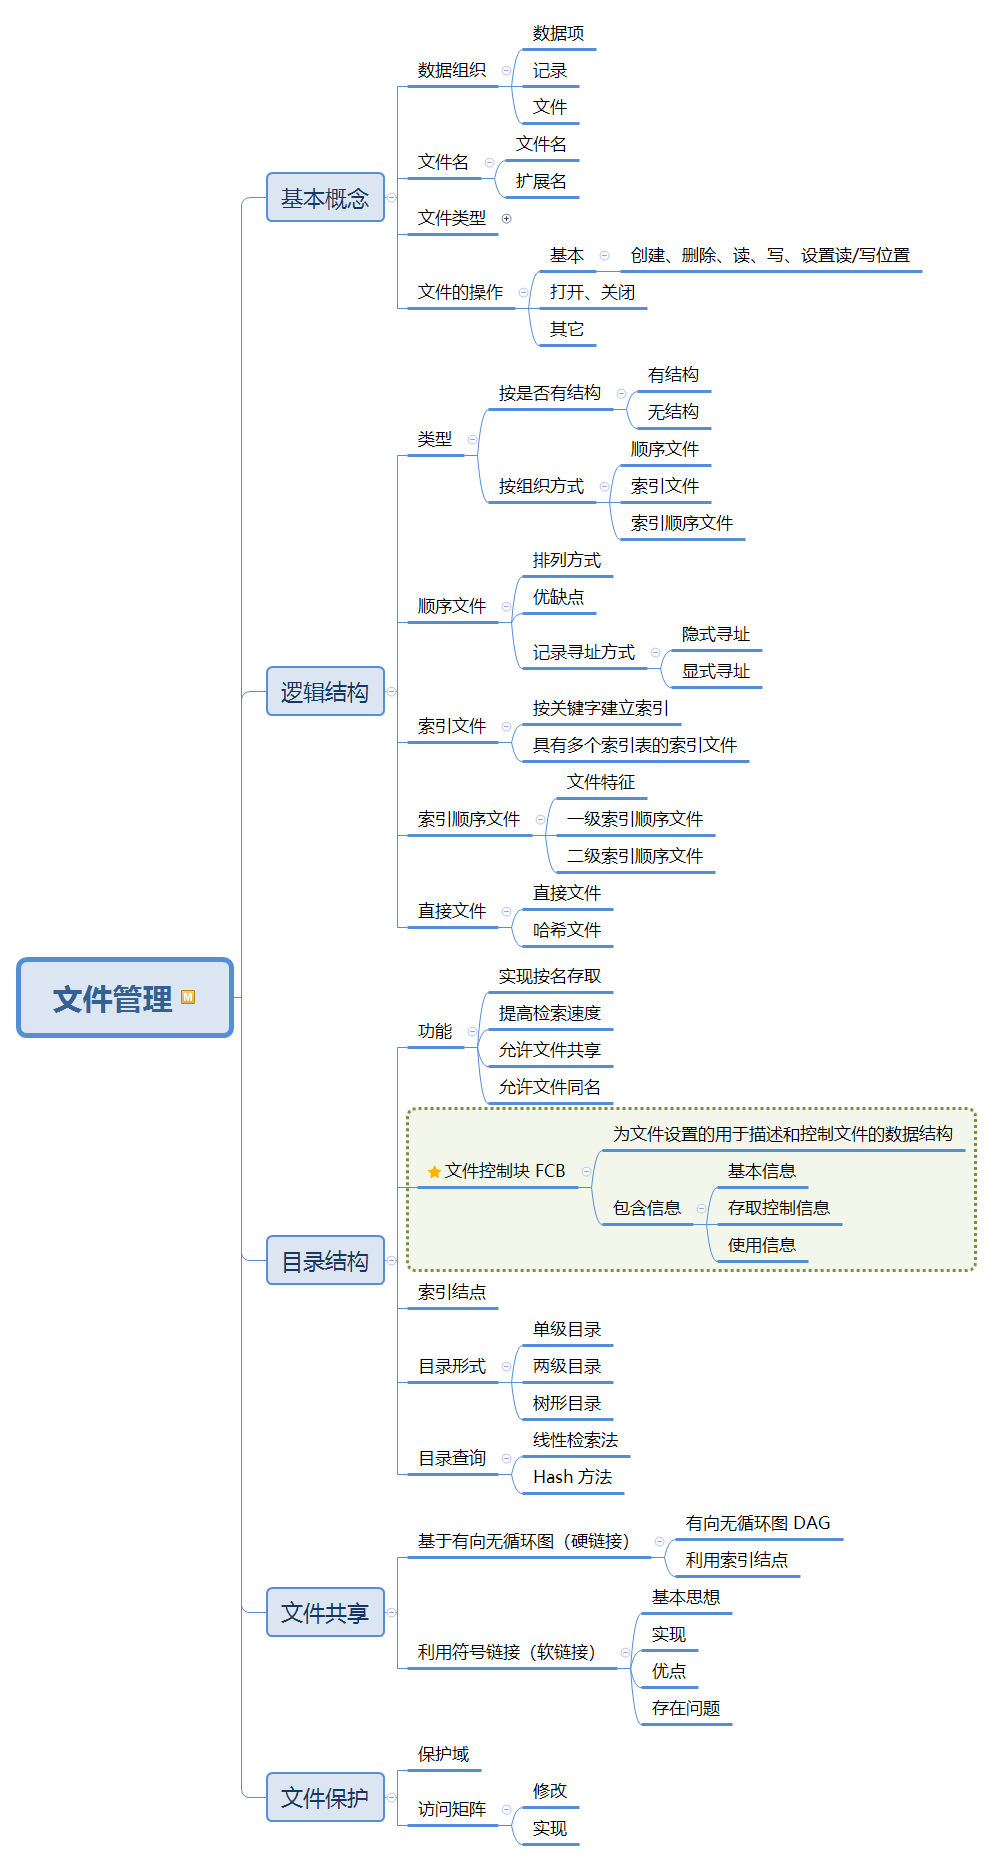 文件管理
M
基本概念
数据组织
数据项
记录
文件
文件名
文件名
扩展名
文件类型
文件的操作
基本
创建、删除、读、写、设置读/写位置
打开、关闭
其它
逻辑结构
类型
按是否有结构
有结构
无结构
按组织方式
顺序文件
索引文件
索引顺序文件
顺序文件
排列方式
优缺点
记录寻址方式
隐式寻址
显式寻址
索引文件
按关键字建立索引
具有多个索引表的索引文件
索引顺序文件
文件特征
一级索引顺序文件
二级索引顺序文件
直接文件
直接文件
哈希文件
目录结构
功能
实现按名存取
提高检索速度
允许文件共享
允许文件同名
文件控制块 FCB
为文件设置的用于描述和控制文件的数据结构
包含信息
基本信息
存取控制信息
使用信息
索引结点
目录形式
单级目录
两级目录
树形目录
目录查询
线性检索法
Hash 方法
文件共享
基于有向无循环图（硬链接）
有向无循环图 DAG
利用索引结点
利用符号链接（软链接）
基本思想
实现
优点
存在问题
文件保护
保护域
访问矩阵
修改
实现